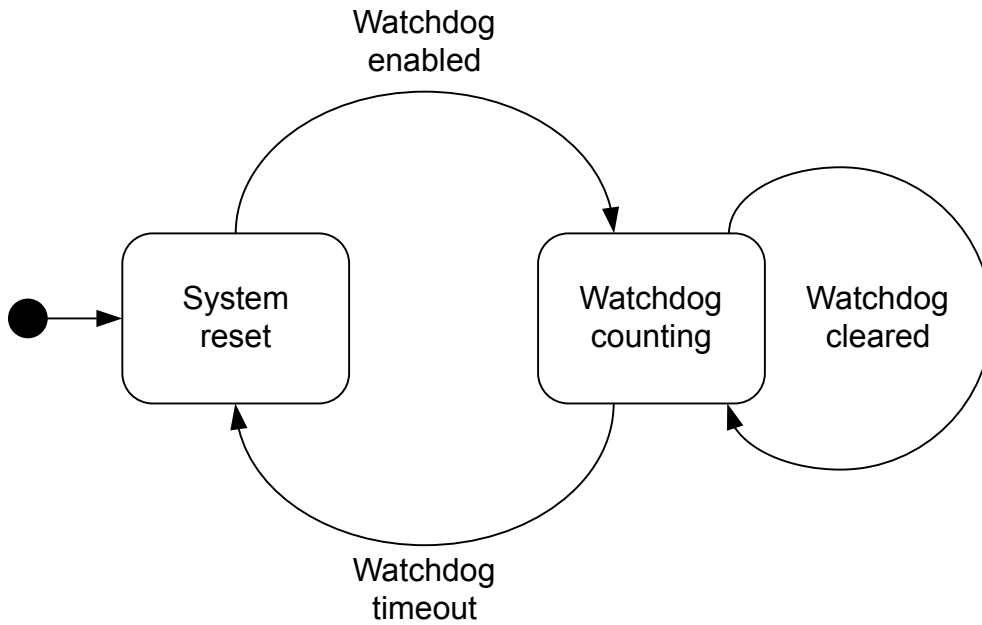 Watchdog
enabled
System
reset
Watchdog
counting
Watchdog
cleared
Watchdog
timeout